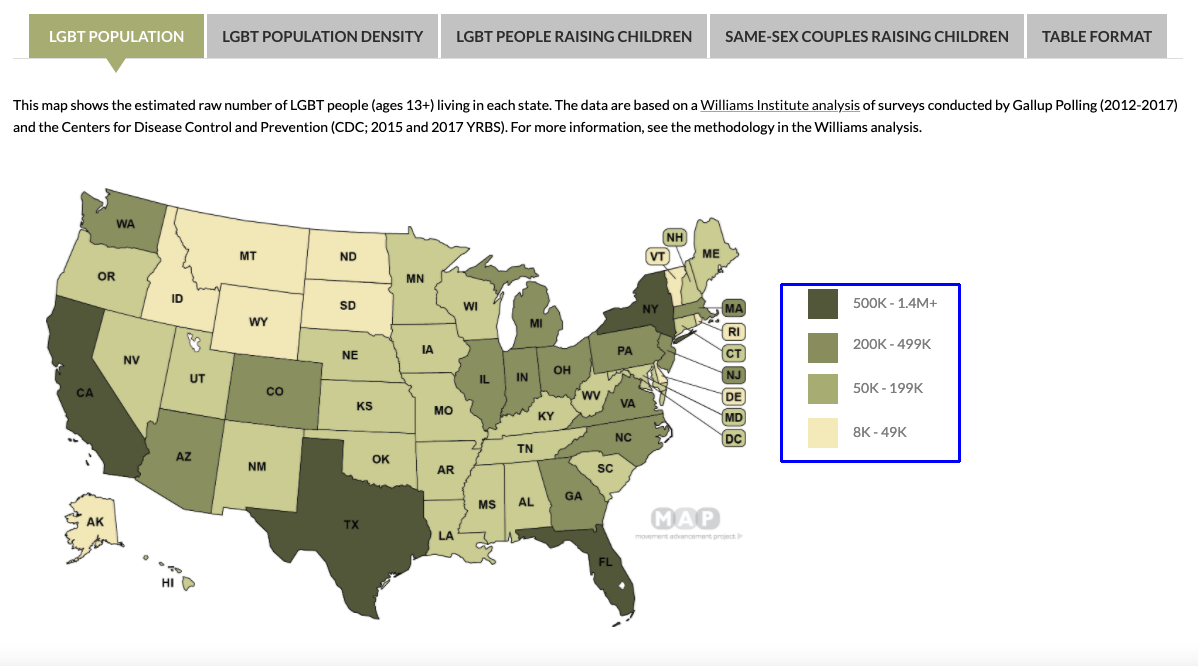 LGBT POPULATION
LGBT POPULATION DENSITY
LGBT PEOPLE RAISING CHILDREN
SAME-SEX COUPLES RAISING CHILDREN
TABLE FORMAT
This map shows the estimated raw number of LGBT people (ages 13+) living in each state. The data are based on a Williams Institute analysis of surveys conducted by Gallup Polling (2012-2017)
and the Centers for Disease Control and Prevention (CDC; 2015 and 2017 YRBS). For more information, see the methodology in the Williams analysis.
WA
OR
CA
NV
ID
MT
WY
UT
CO
AZ
NM
ND
SD
NE
KS
OK
TX
MN
IA
MO
AR
LA
WI
IL
MI
IN
OH
KY
TN
MS
AL
GA
FL
SC
NC
VA
WV
PA
NY
VT
NH
ME
MA
RI
CT
NJ
DE
MD
DC
AK
HI
MAP
movement advancement project
500K - 1.4M+
200K - 499K
50K - 199K
8K - 49K